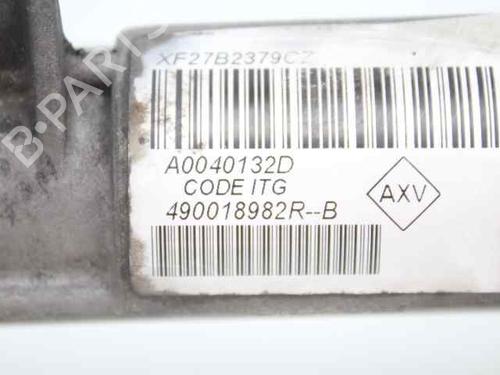 XF27B2379CZ
A0040132D
CODE ITG
490018982R--B
AXV
B-PARTS